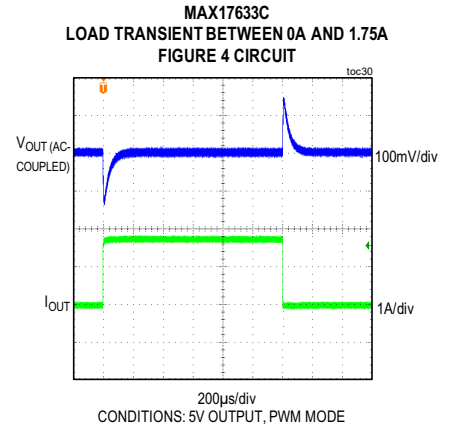 MAX17633C
LOAD TRANSIENT BETWEEN 0A AND 1.75A
FIGURE 4 CIRCUIT
toc30
T
VOUT (AC-
COUPLED)
100mV/div
IOUT
1A/div
200µs/div
CONDITIONS: 5V OUTPUT, PWM MODE